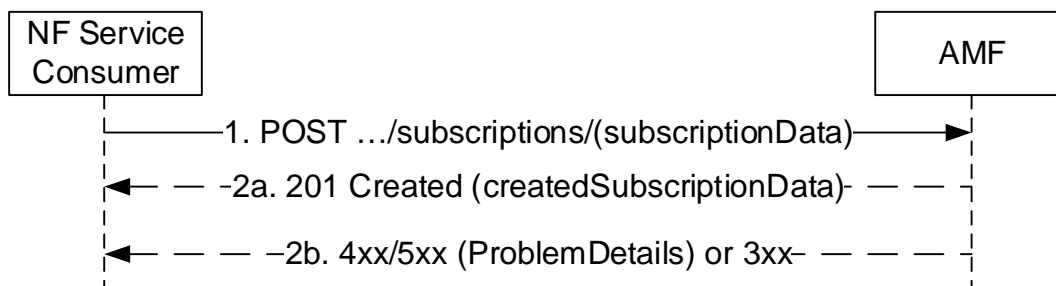 NF Service
Consumer
AMF
1. POST …/subscriptions/(subscriptionData)
2a. 201 Created (createdSubscriptionData)
2b. 4xx/5xx (ProblemDetails) or 3xx